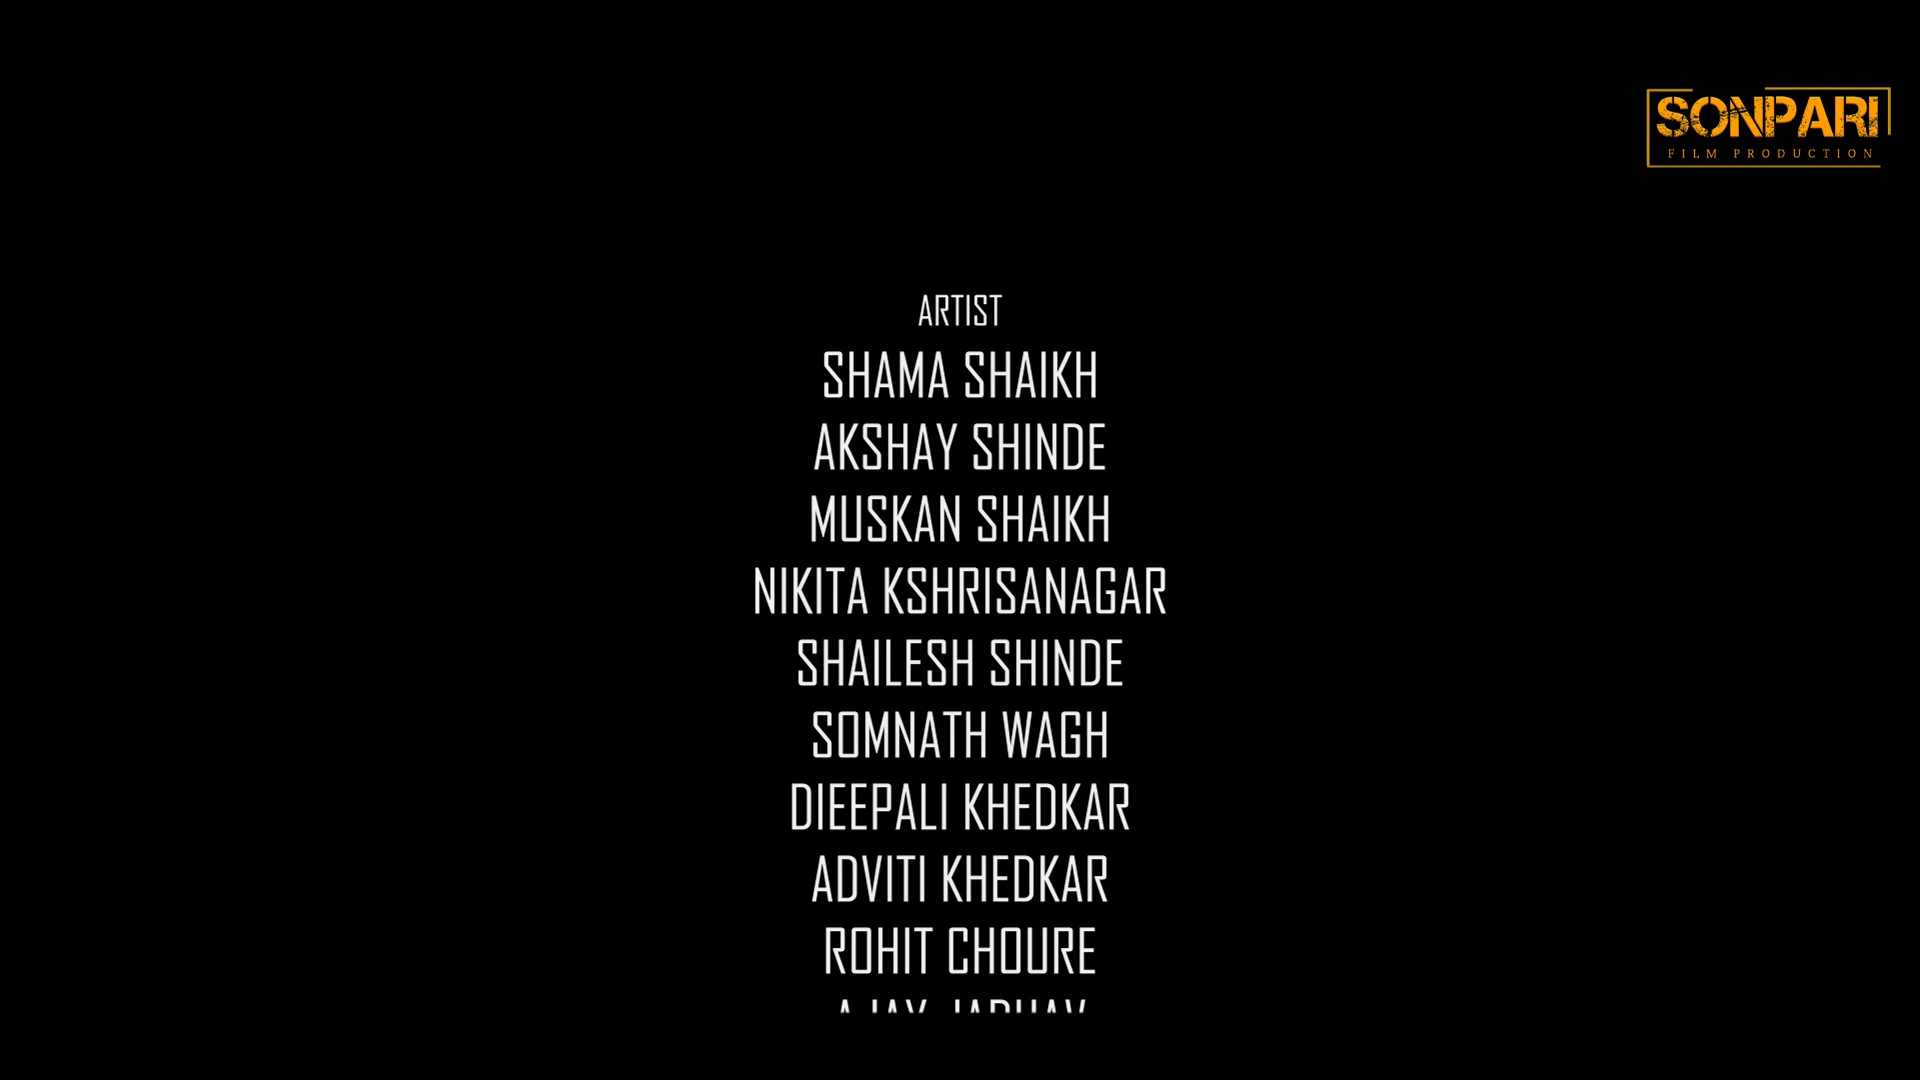 SONPARI
FILM PRODUCTION
ARTIST
SHAMA SHAIKH
AKSHAY SHINDE
MUSKAN SHAIKH
NIKITA KSHRISANAGAR
SHAILESH SHINDE
SOMNATH WAGH
DIEEPALI KHEDKAR
ADVITI KHEDKAR
ROHIT CHOURE